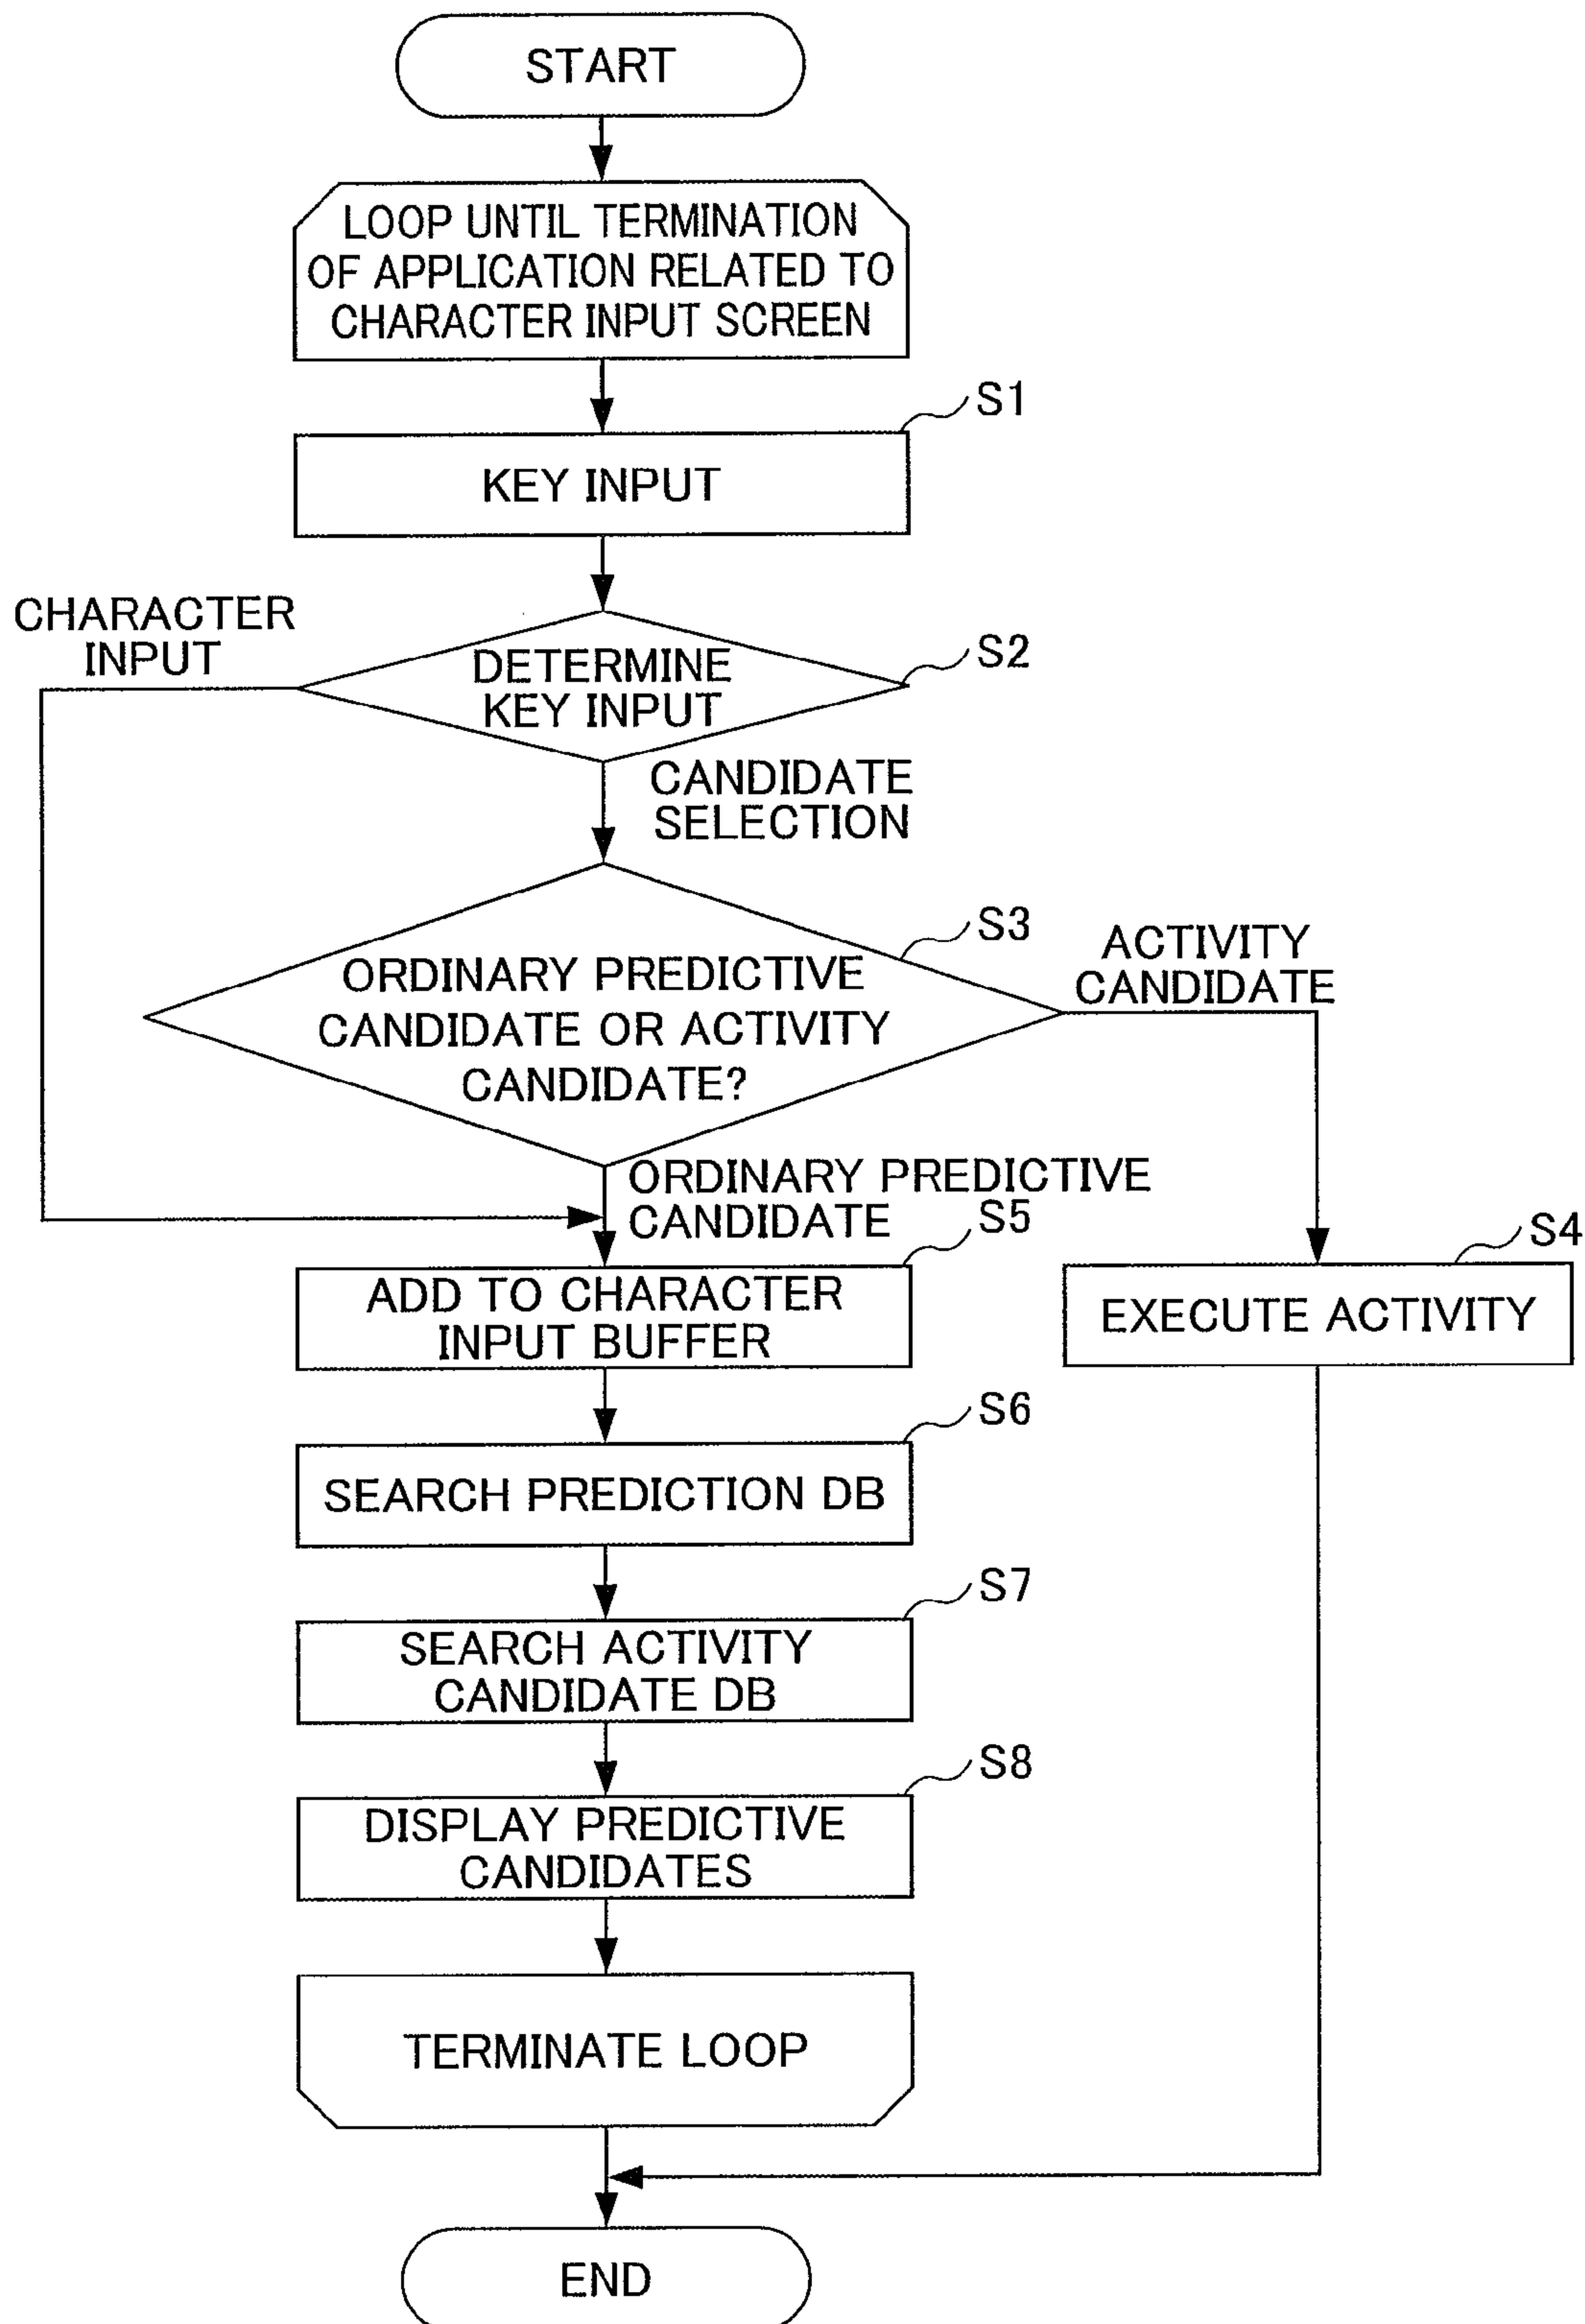 START
LOOP UNTIL TERMINATION
OF APPLICATION RELATED TO
CHARACTER INPUT SCREEN
S1
KEY INPUT
CHARACTER
INPUT
S2
DETERMINE
KEY INPUT
CANDIDATE
SELECTION
S3
ORDINARY PREDICTIVE
CANDIDATE OR ACTIVITY
CANDIDATE?
ACTIVITY
CANDIDATE
ORDINARY PREDICTIVE
CANDIDATE
S5
ADD TO CHARACTER
INPUT BUFFER
S4
EXECUTE ACTIVITY
S6
SEARCH PREDICTION DB
S7
SEARCH ACTIVITY
CANDIDATE DB
S8
DISPLAY PREDICTIVE
CANDIDATES
TERMINATE LOOP
END